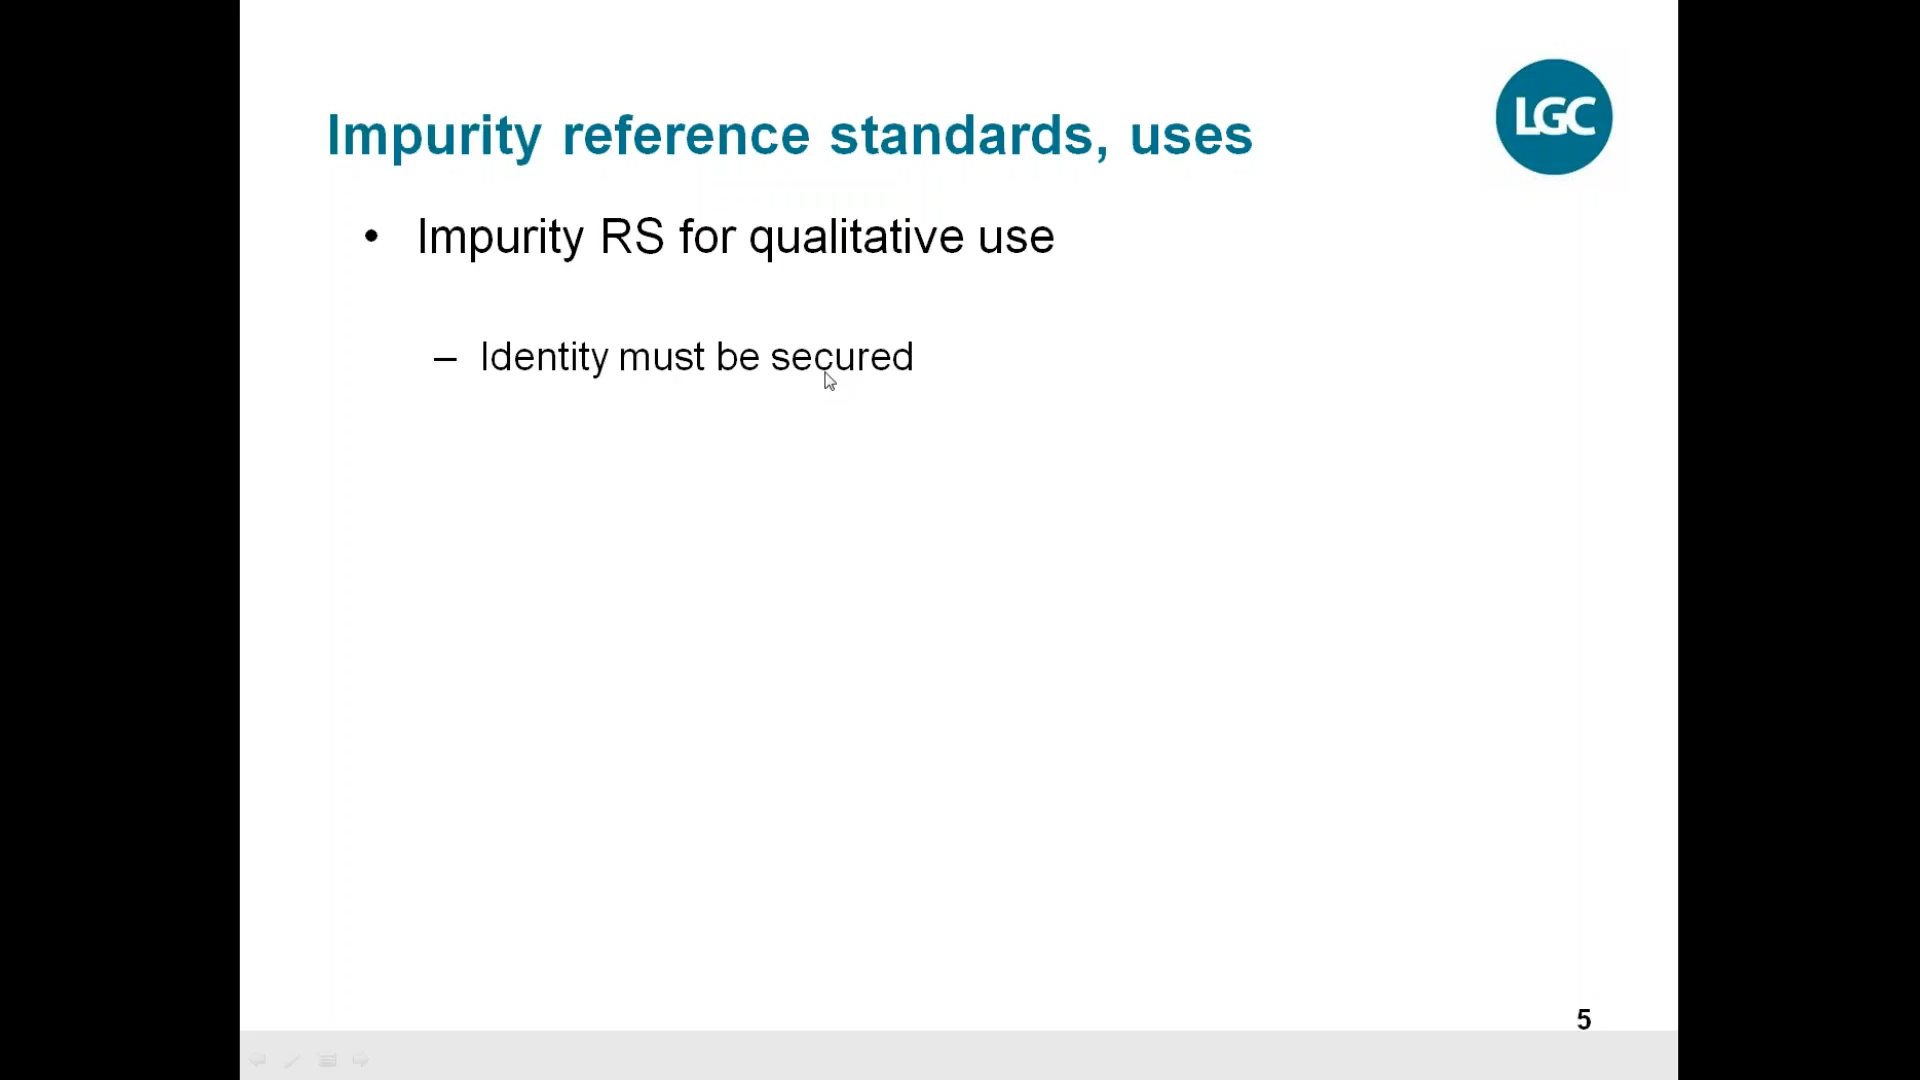 LGC
Impurity reference standards, uses
• Impurity RS for qualitative use
– Identity must be secured
5